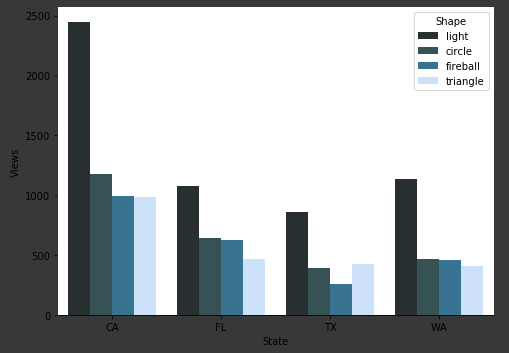 2500
2000
1500
1000
500
0
Views
Shape
light
circle
fireball
triangle
CA
FL
TX
WA
State